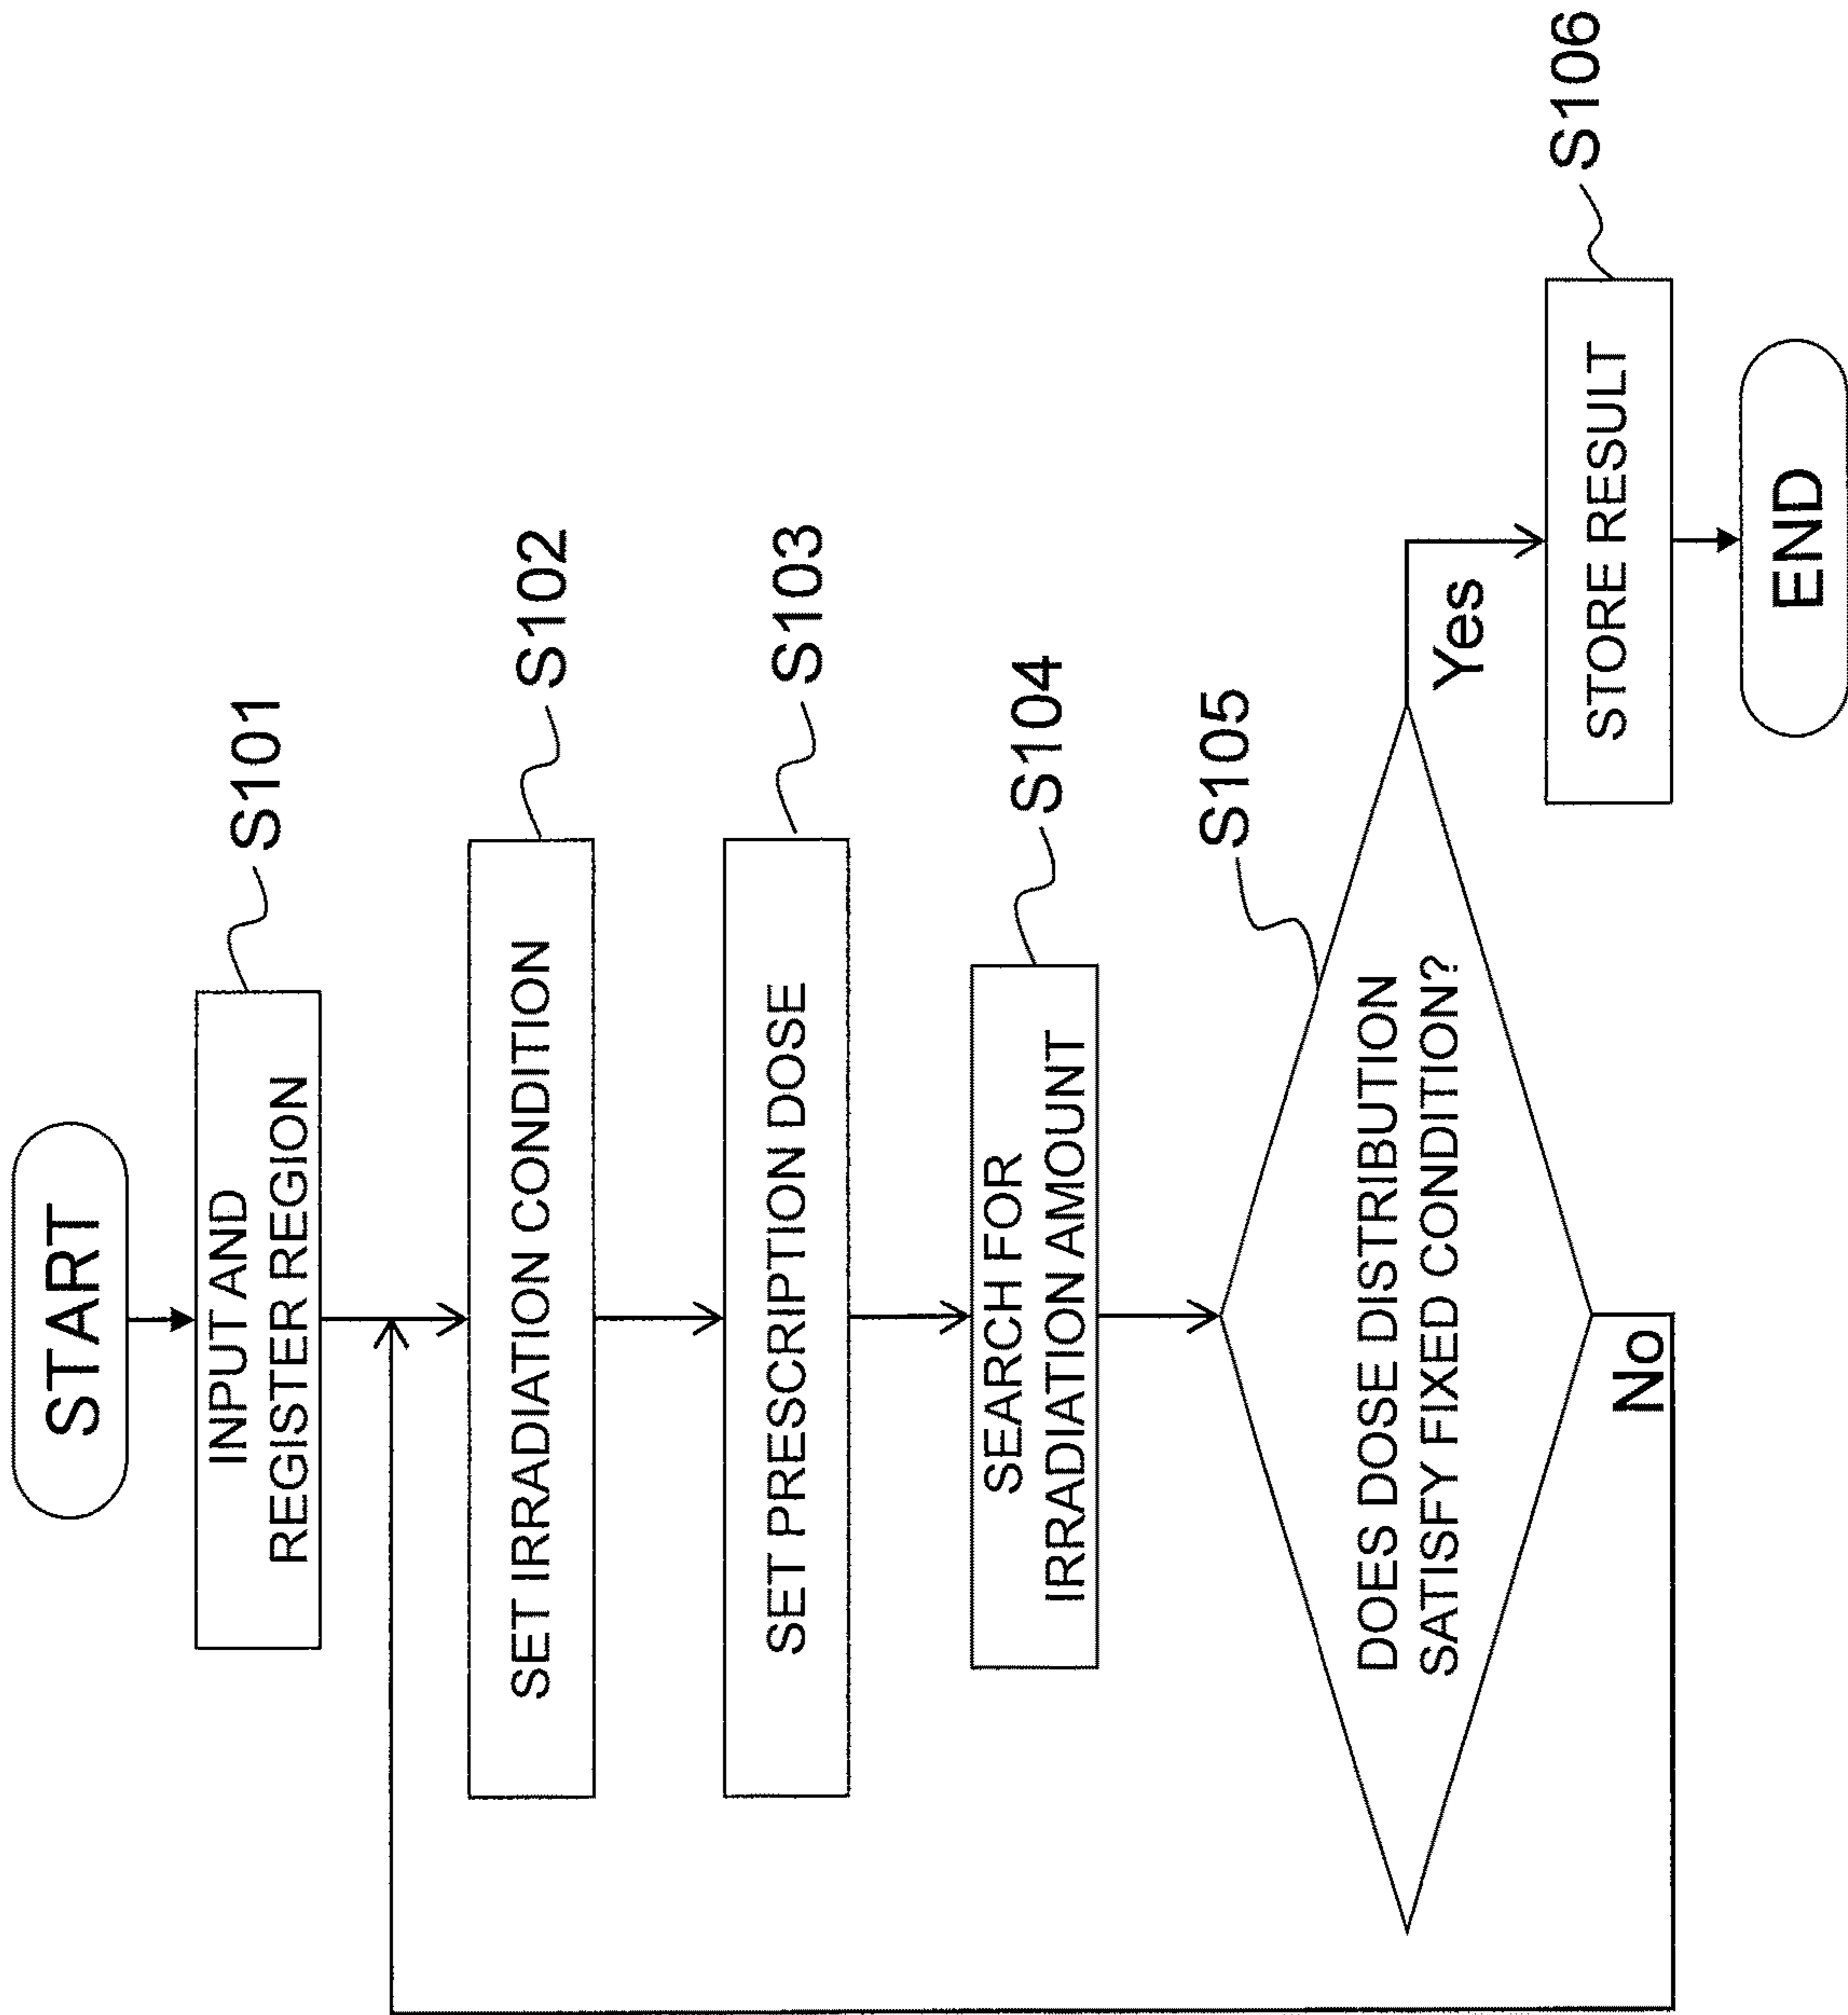 START
INPUT AND
REGISTER REGION
S101
SET IRRADIATION CONDITION
S102
SET PRESCRIPTION DOSE
S103
SEARCH FOR
IRRADIATION AMOUNT
S104
DOES DOSE DISTRIBUTION
SATISFY FIXED CONDITION?
S105
Yes
No
STORE RESULT
S106
END